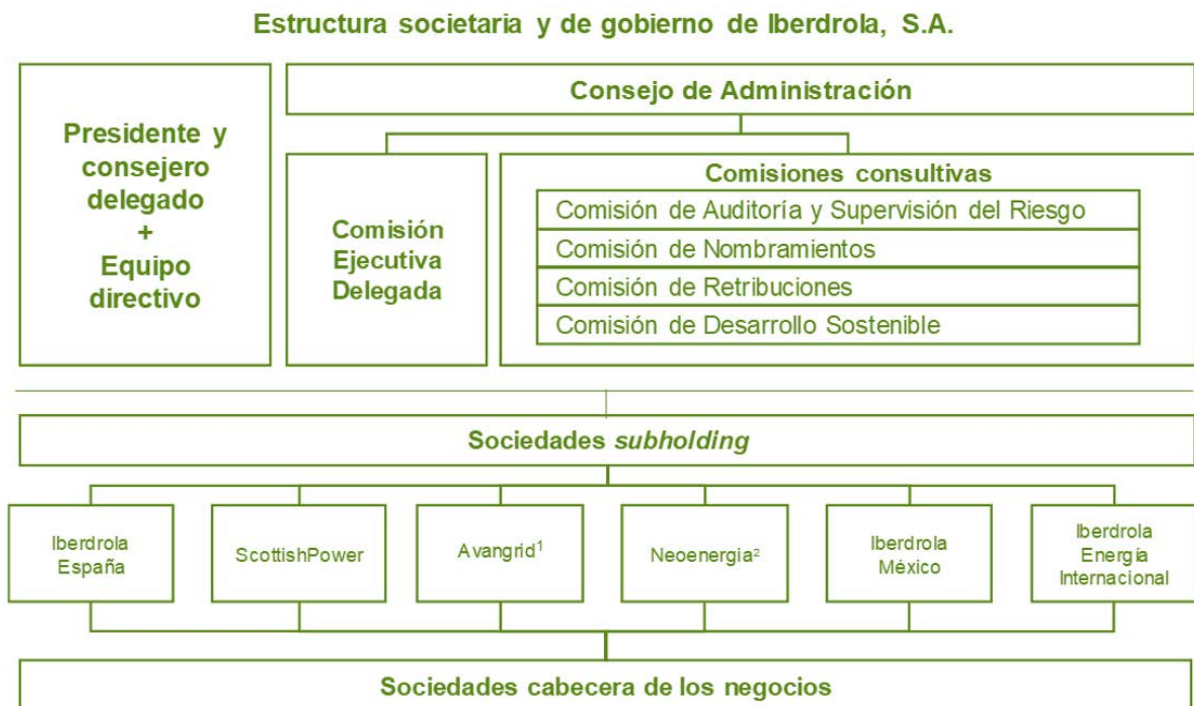 Estructura societaria y de gobierno de Iberdrola, S.A.
Presidente y
consejero
delegado
+
Equipo
directivo
Consejo de Administración
Comisión
Ejecutiva
Delegada
Comisiones consultivas
Comisión de Auditoría y Supervisión del Riesgo
Comisión de Nombramientos
Comisión de Retribuciones
Comisión de Desarrollo Sostenible
Sociedades subholding
Iberdrola
España
ScottishPower
Avangrid¹
Neoenergia²
Iberdrola
México
Iberdrola
Energía
Internacional
Sociedades cabecera de los negocios